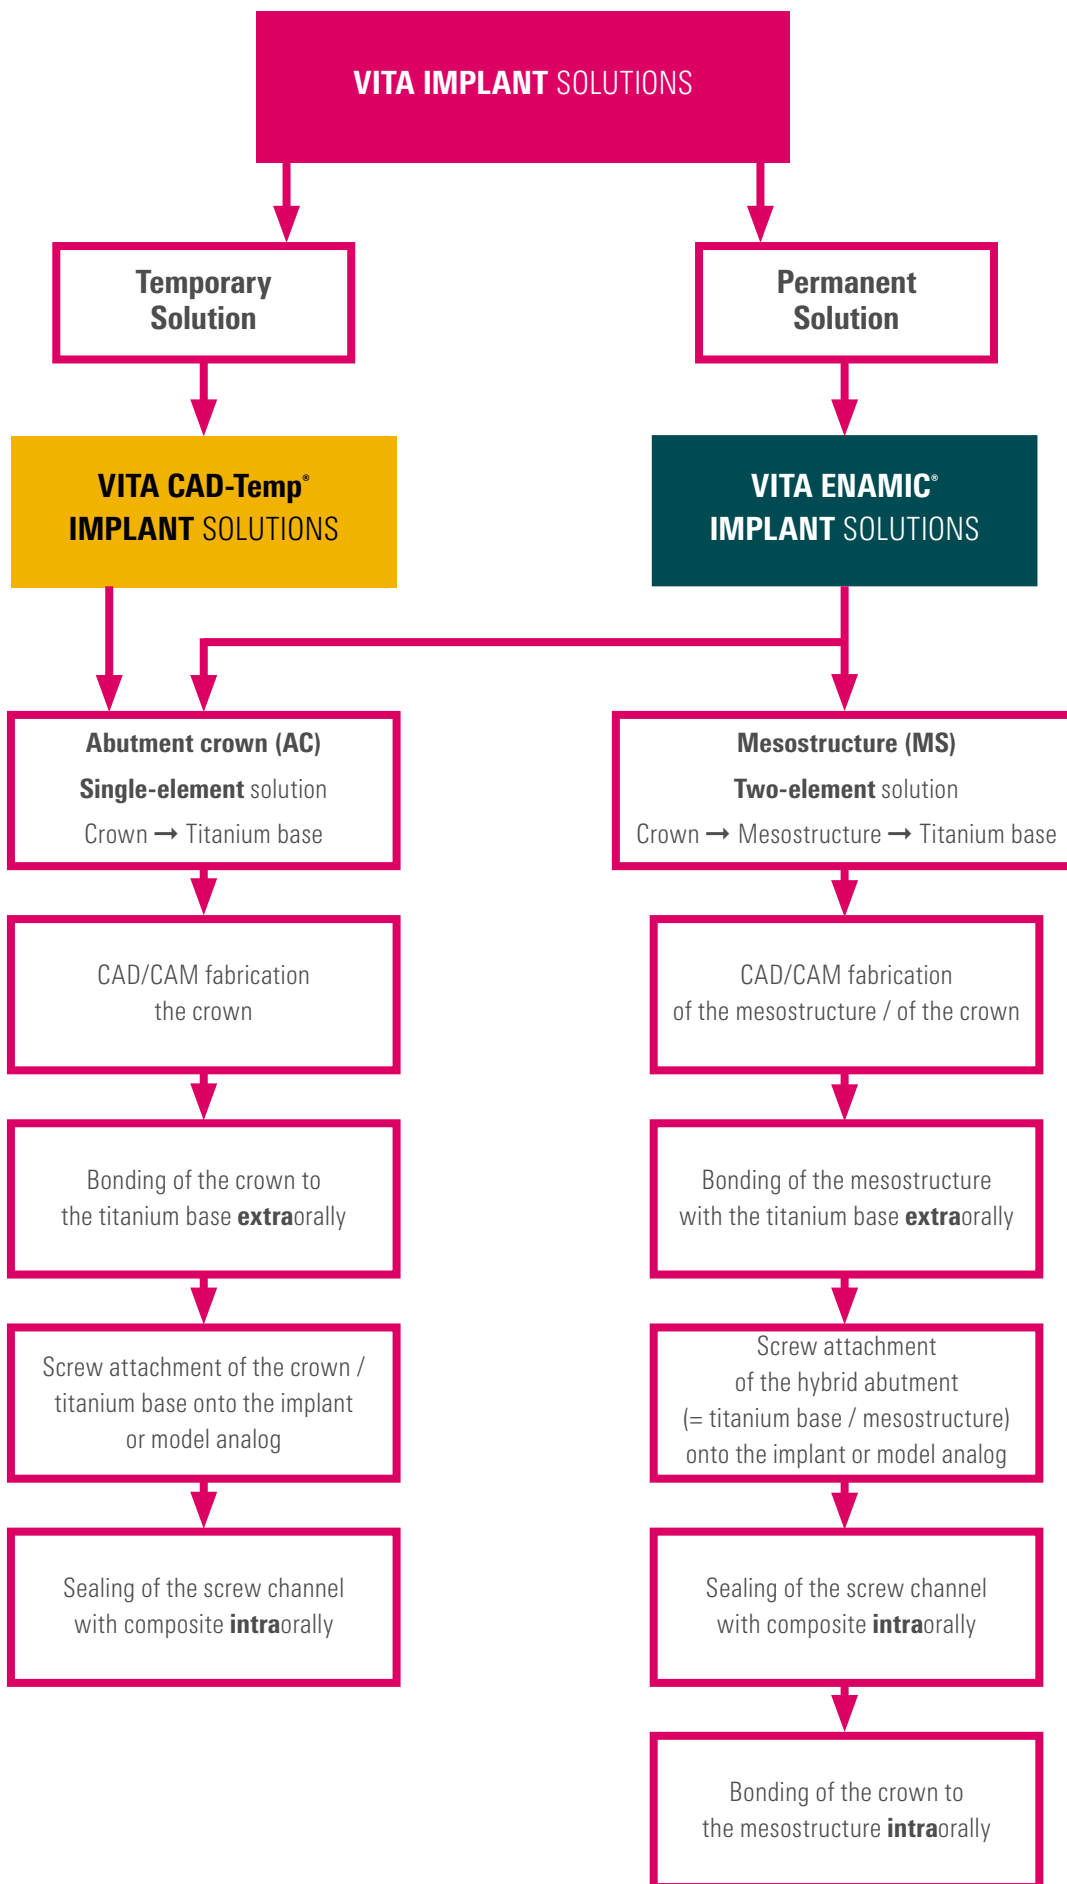 VITA IMPLANT SOLUTIONS
Temporary
Solution
Permanent
Solution
VITA CAD-Temp®
IMPLANT SOLUTIONS
VITA ENAMIC®
IMPLANT SOLUTIONS
Abutment crown (AC)
Single-element solution
Crown → Titanium base
Mesostructure (MS)
Two-element solution
Crown → Mesostructure → Titanium base
CAD/CAM fabrication
the crown
CAD/CAM fabrication
of the mesostructure / of the crown
Bonding of the crown to
the titanium base extraorally
Bonding of the mesostructure
with the titanium base extraorally
Screw attachment of the crown /
titanium base onto the implant
or model analog
Screw attachment
of the hybrid abutment
(= titanium base / mesostructure)
onto the implant or model analog
Sealing of the screw channel
with composite intraorally
Sealing of the screw channel
with composite intraorally
Bonding of the crown to
the mesostructure intraorally